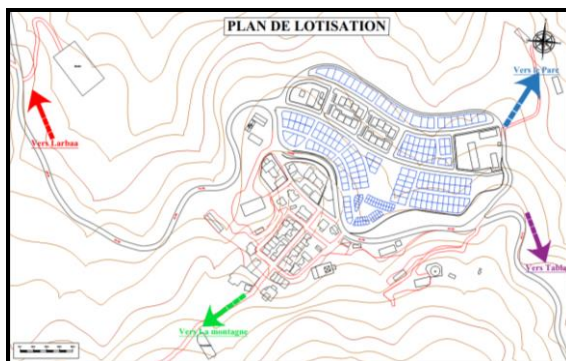 PLAN DE LOTISATION
Vers le Parc
Vers Larbaa
Vers Tabla
Vers La montagne